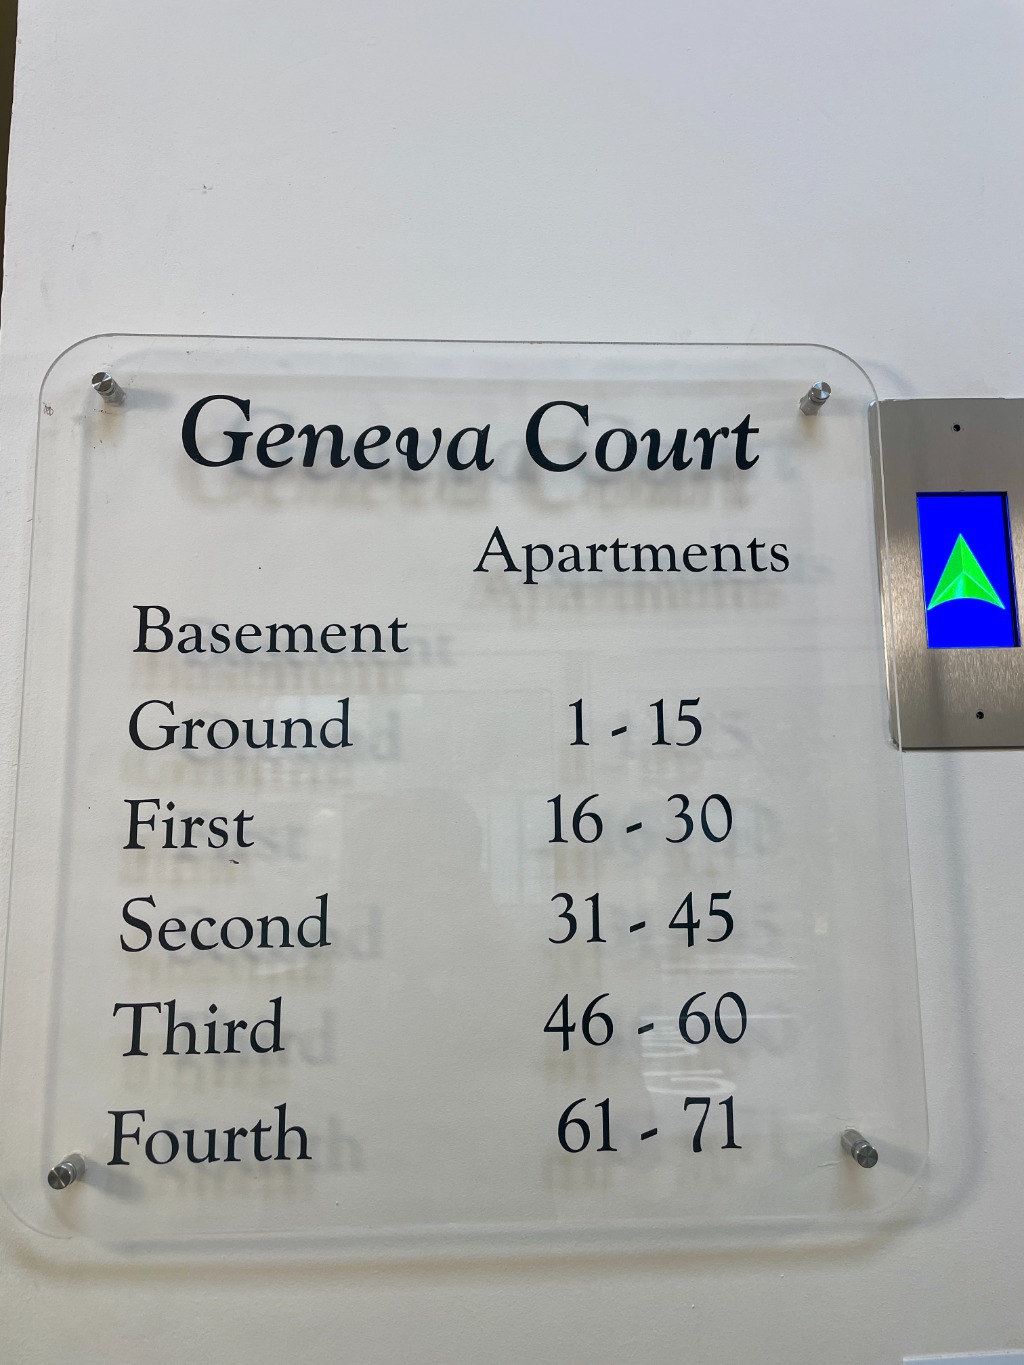 Geneva Court
Apartments
Basement
Ground 1 - 15
First 16 - 30
Second 31 - 45
Third 46 - 60
Fourth 61 - 71